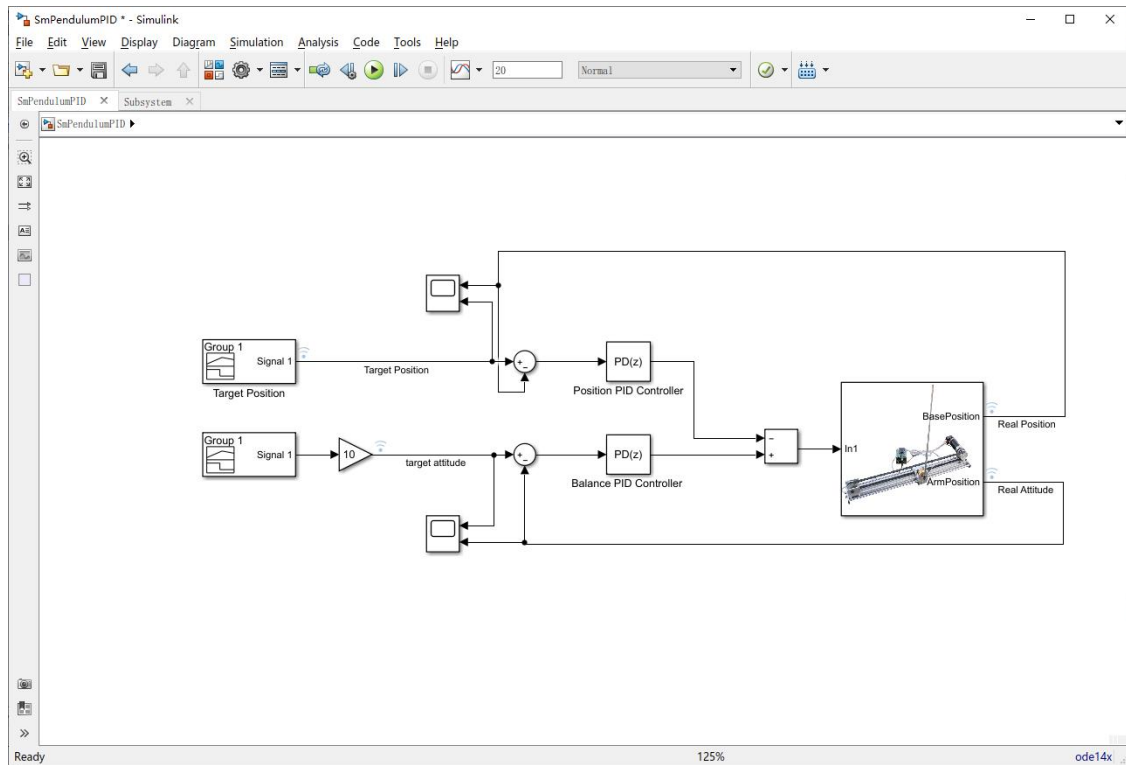 SmPendulumPID * - Simulink
File Edit View Display Diagram Simulation Analysis Code Tools Help
20 Normal
SmPendulumPID Subsystem
SmPendulumPID
Group 1
Signal 1
Target Position
Target Position
+
-
PD(z)
Position PID Controller
Group 1
Signal 1
10
target attitude
+
-
PD(z)
Balance PID Controller
−
+
In1
BasePosition
ArmPosition
Real Position
Real Attitude
Ready 125% ode14x